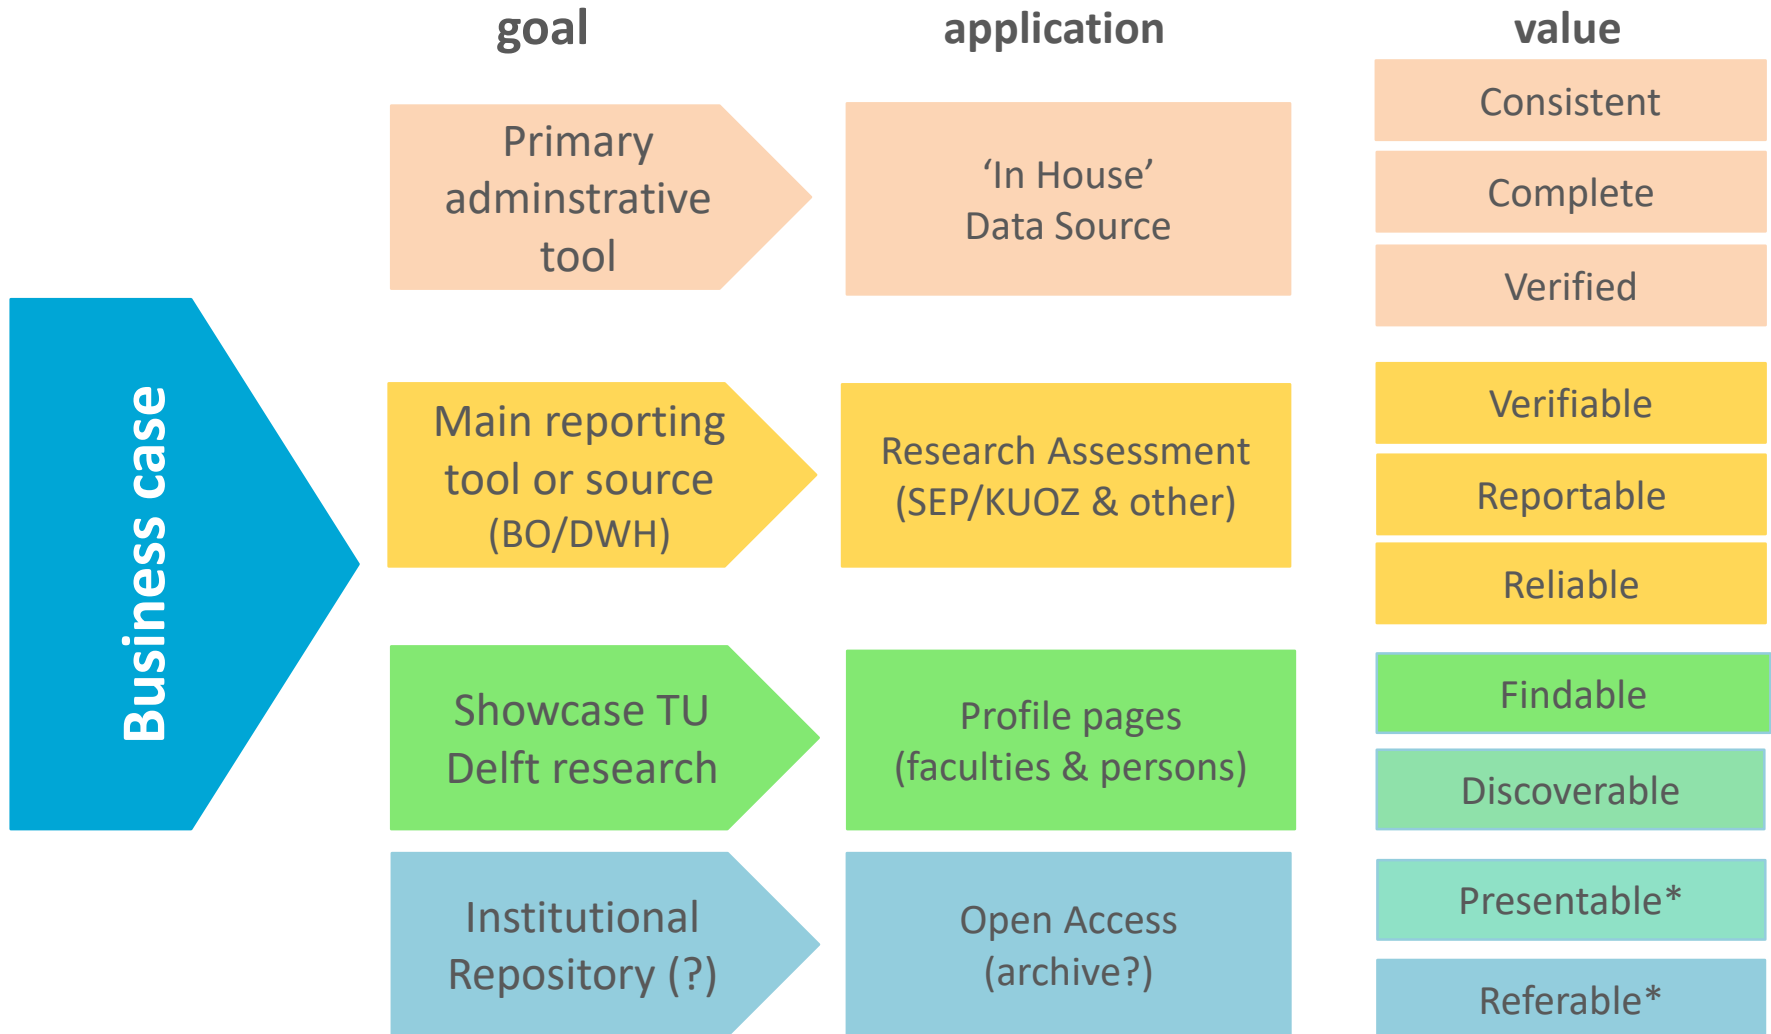 goal
application
value
Business case
Primary
adminstrative
tool
‘In House’
Data Source
Consistent
Complete
Verified
Main reporting
tool or source
(BO/DWH)
Research Assessment
(SEP/KUOZ & other)
Verifiable
Reportable
Reliable
Showcase TU
Delft research
Profile pages
(faculties & persons)
Findable
Discoverable
Institutional
Repository (?)
Open Access
(archive?)
Presentable*
Referable*